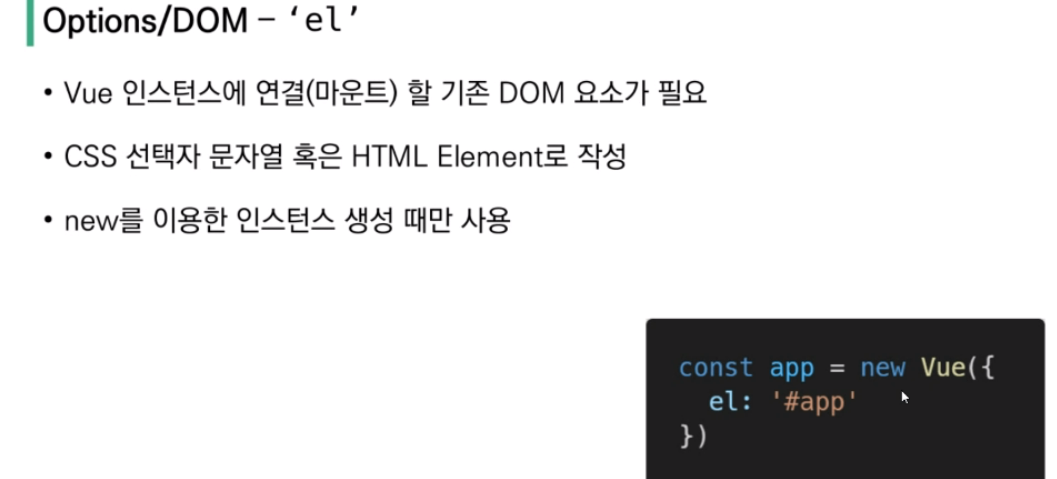 Options/DOM – ‘el’
• Vue 인스턴스에 연결(마운트) 할 기존 DOM 요소가 필요
• CSS 선택자 문자열 혹은 HTML Element로 작성
• new를 이용한 인스턴스 생성 때만 사용
const app = new Vue({
  el: '#app'
})